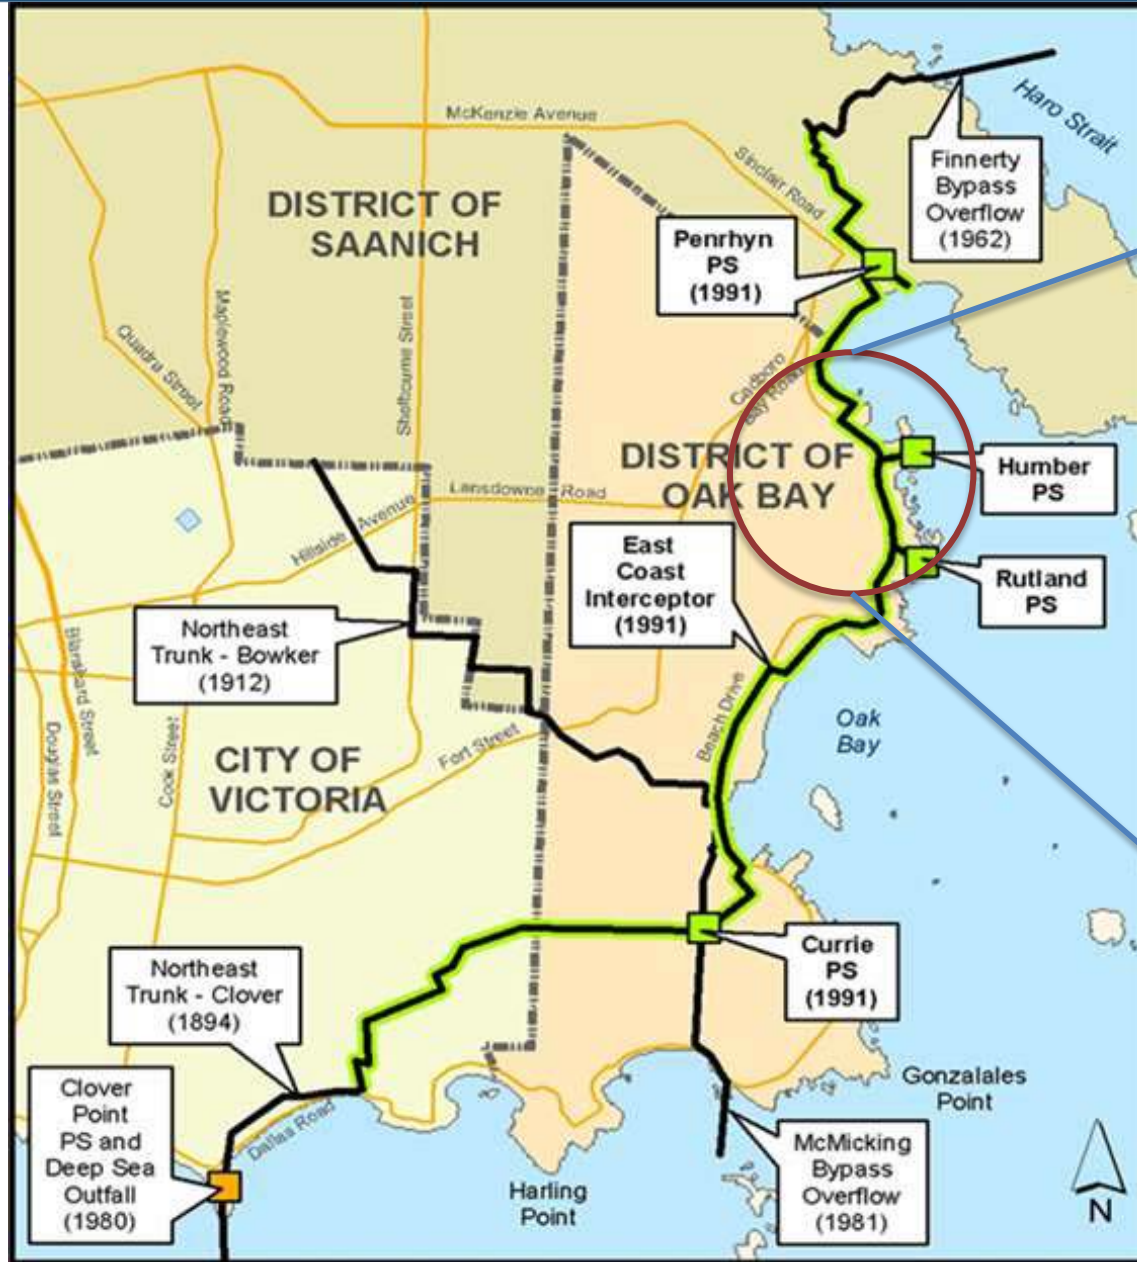 Haro Strait
McKenzie Avenue
Sinclair Road
Finnerty
Bypass
Overflow
(1962)
DISTRICT OF
SAANICH
Penrhyn
PS
(1991)
Maplewood Road
Quadra Street
Shelbourne Street
Cadboro
Bay Road
DISTRICT OF
OAK BAY
Humber
PS
Lansdowne Road
Hillside Avenue
East
Coast
Interceptor
(1991)
Rutland
PS
Northeast
Trunk - Bowker
(1912)
Blanshard Street
Douglas Street
Cook Street
Fort Street
Beach Drive
Oak
Bay
CITY OF
VICTORIA
Currie
PS
(1991)
Northeast
Trunk - Clover
(1894)
Gonzalales
Point
Clover
Point
PS and
Deep Sea
Outfall
(1980)
Dallas Road
Harling
Point
McMicking
Bypass
Overflow
(1981)
N